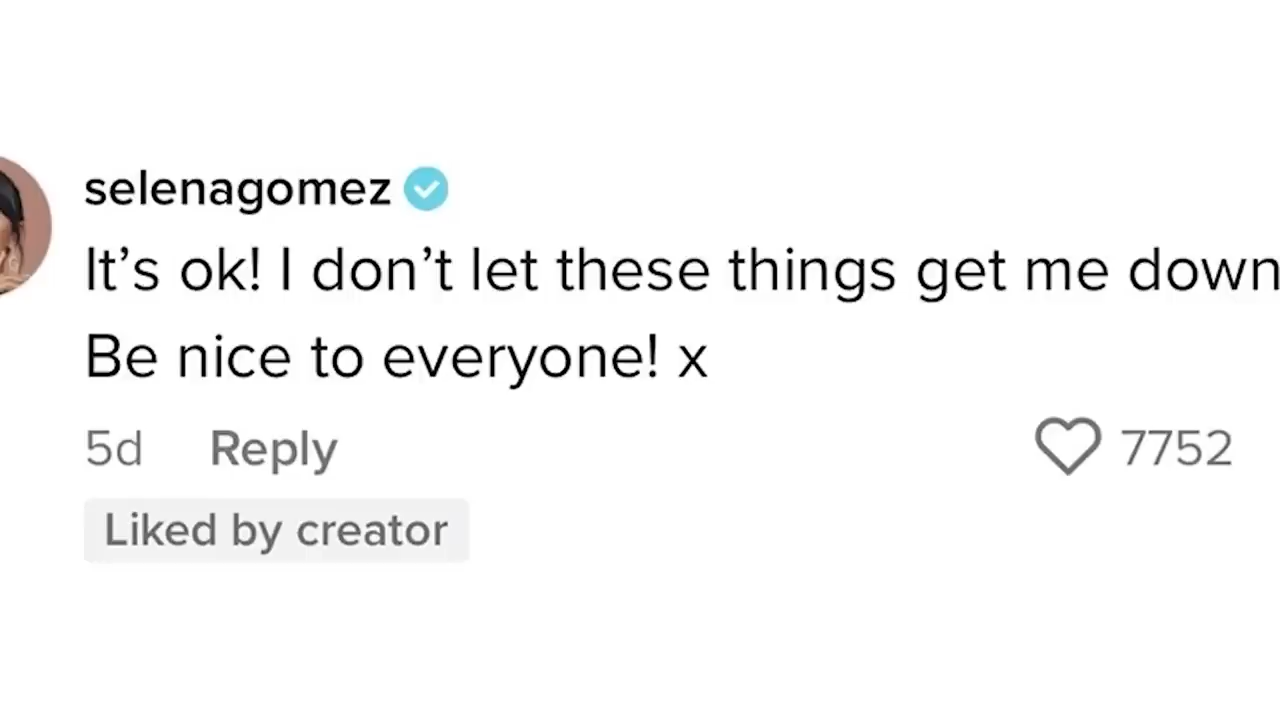 selenagomez
It’s ok! I don’t let these things get me down
Be nice to everyone! x
5d Reply 7752
Liked by creator